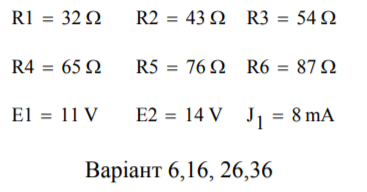 R1 = 32 Ω R2 = 43 Ω R3 = 54 Ω
R4 = 65 Ω R5 = 76 Ω R6 = 87 Ω
E1 = 11 V E2 = 14 V J₁ = 8 mA
Варіант 6,16, 26,36